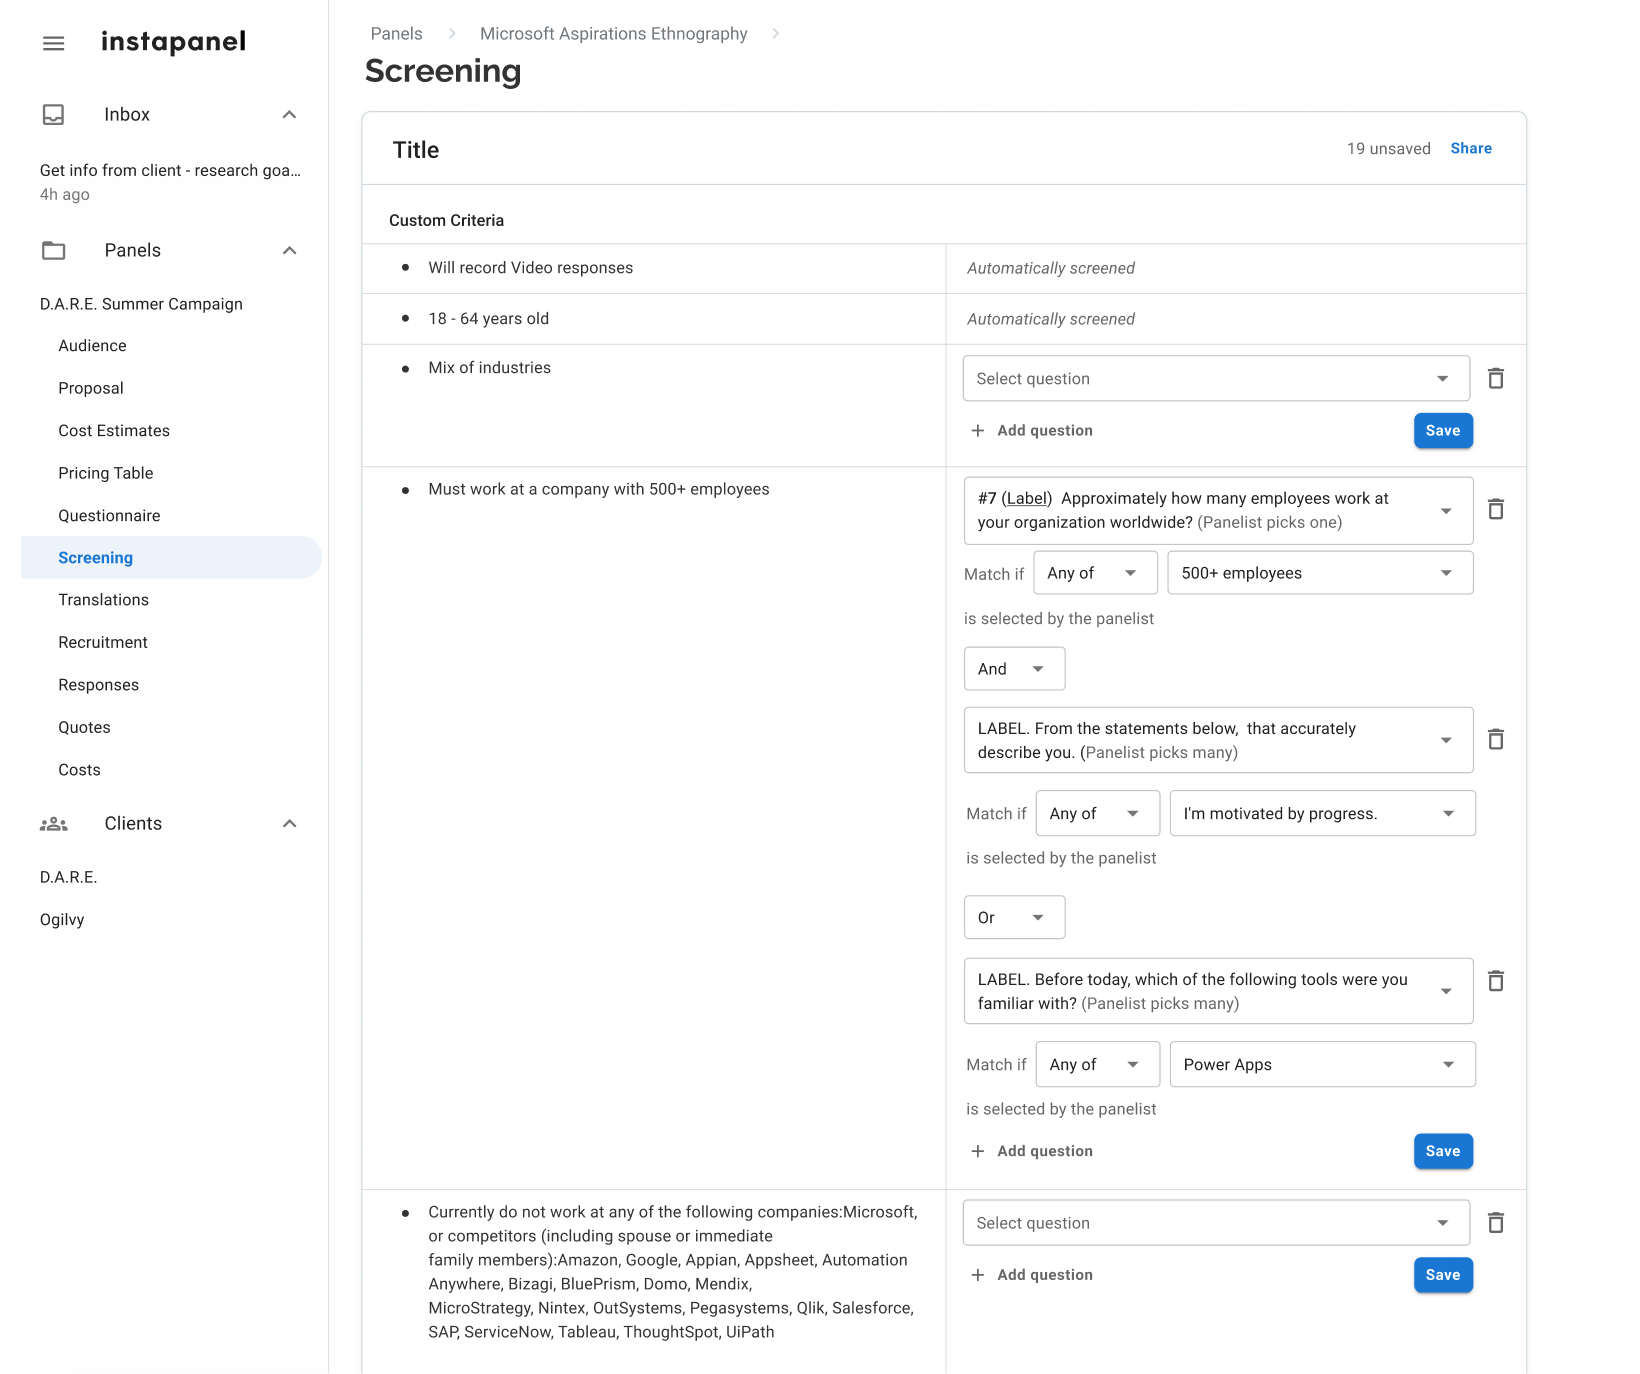 instapanel
Inbox
Get info from client - research goa...
4h ago
Panels
D.A.R.E. Summer Campaign
Audience
Proposal
Cost Estimates
Pricing Table
Questionnaire
Screening
Translations
Recruitment
Responses
Quotes
Costs
Clients
D.A.R.E.
Ogilvy
Panels > Microsoft Aspirations Ethnography >
Screening
Title
19 unsaved Share
Custom Criteria
• Will record Video responses
Automatically screened
• 18 - 64 years old
Automatically screened
• Mix of industries
Select question
+ Add question
Save
• Must work at a company with 500+ employees
#7 (Label)  Approximately how many employees work at
your organization worldwide? (Panelist picks one)
Match if Any of 500+ employees
is selected by the panelist
And
LABEL. From the statements below,  that accurately
describe you. (Panelist picks many)
Match if Any of I'm motivated by progress.
is selected by the panelist
Or
LABEL. Before today, which of the following tools were you
familiar with? (Panelist picks many)
Match if Any of Power Apps
is selected by the panelist
+ Add question
Save
• Currently do not work at any of the following companies:Microsoft,
or competitors (including spouse or immediate
family members):Amazon, Google, Appian, Appsheet, Automation
Anywhere, Bizagi, BluePrism, Domo, Mendix,
MicroStrategy, Nintex, OutSystems, Pegasystems, Qlik, Salesforce,
SAP, ServiceNow, Tableau, ThoughtSpot, UiPath
Select question
+ Add question
Save